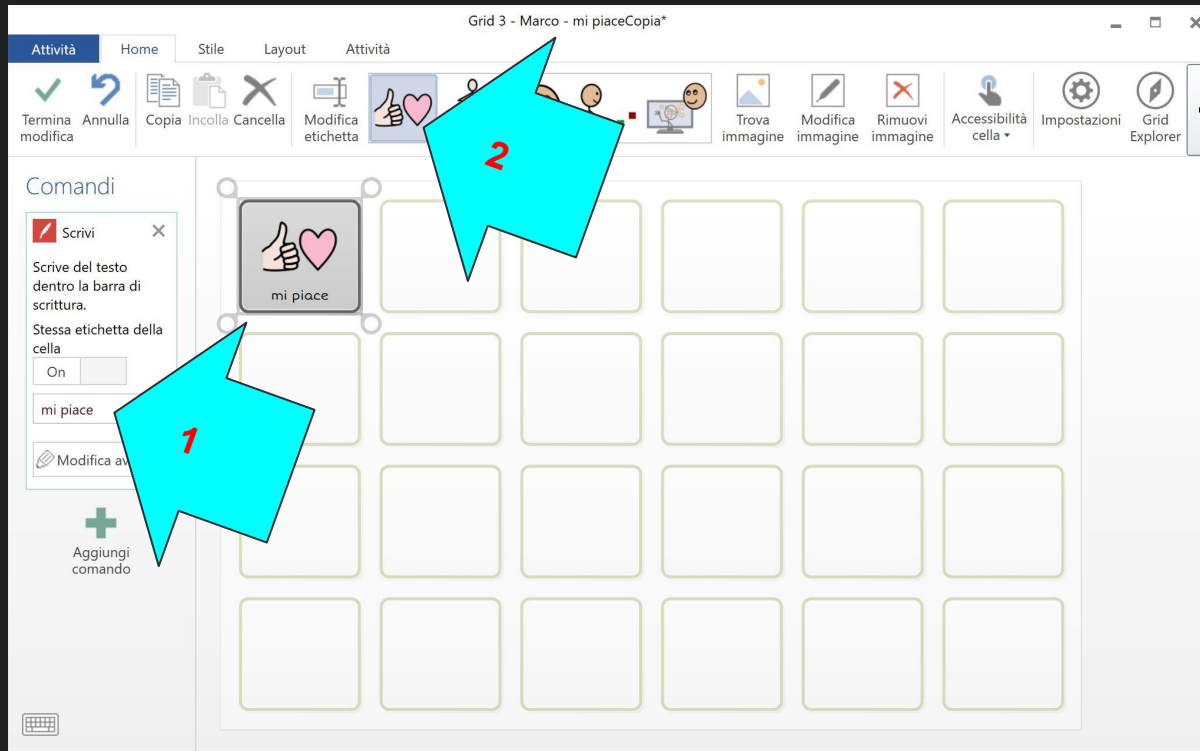 Grid 3 - Marco - mi piaceCopia*
Attività Home Stile Layout Attività
Termina modifica
Annulla
Copia
Incolla
Cancella
Modifica etichetta
Trova immagine
Modifica immagine
Rimuovi immagine
Accessibilità cella
Impostazioni
Grid Explorer
2
Comandi
Scrivi
Scrive del testo
dentro la barra di
scrittura.
Stessa etichetta della
cella
On
mi piace
Modifica
Aggiungi
comando
mi piace
1